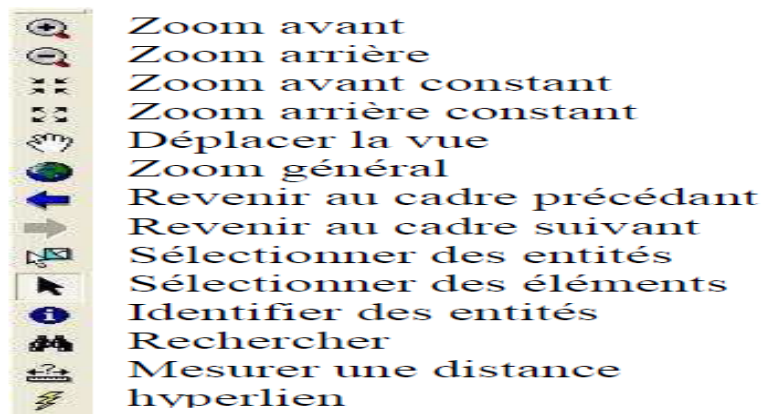 Zoom avant
Zoom arrière
Zoom avant constant
Zoom arrière constant
Déplacer la vue
Zoom général
Revenir au cadre précédant
Revenir au cadre suivant
Sélectionner des entités
Sélectionner des éléments
Identifier des entités
Rechercher
Mesurer une distance
hyperlien